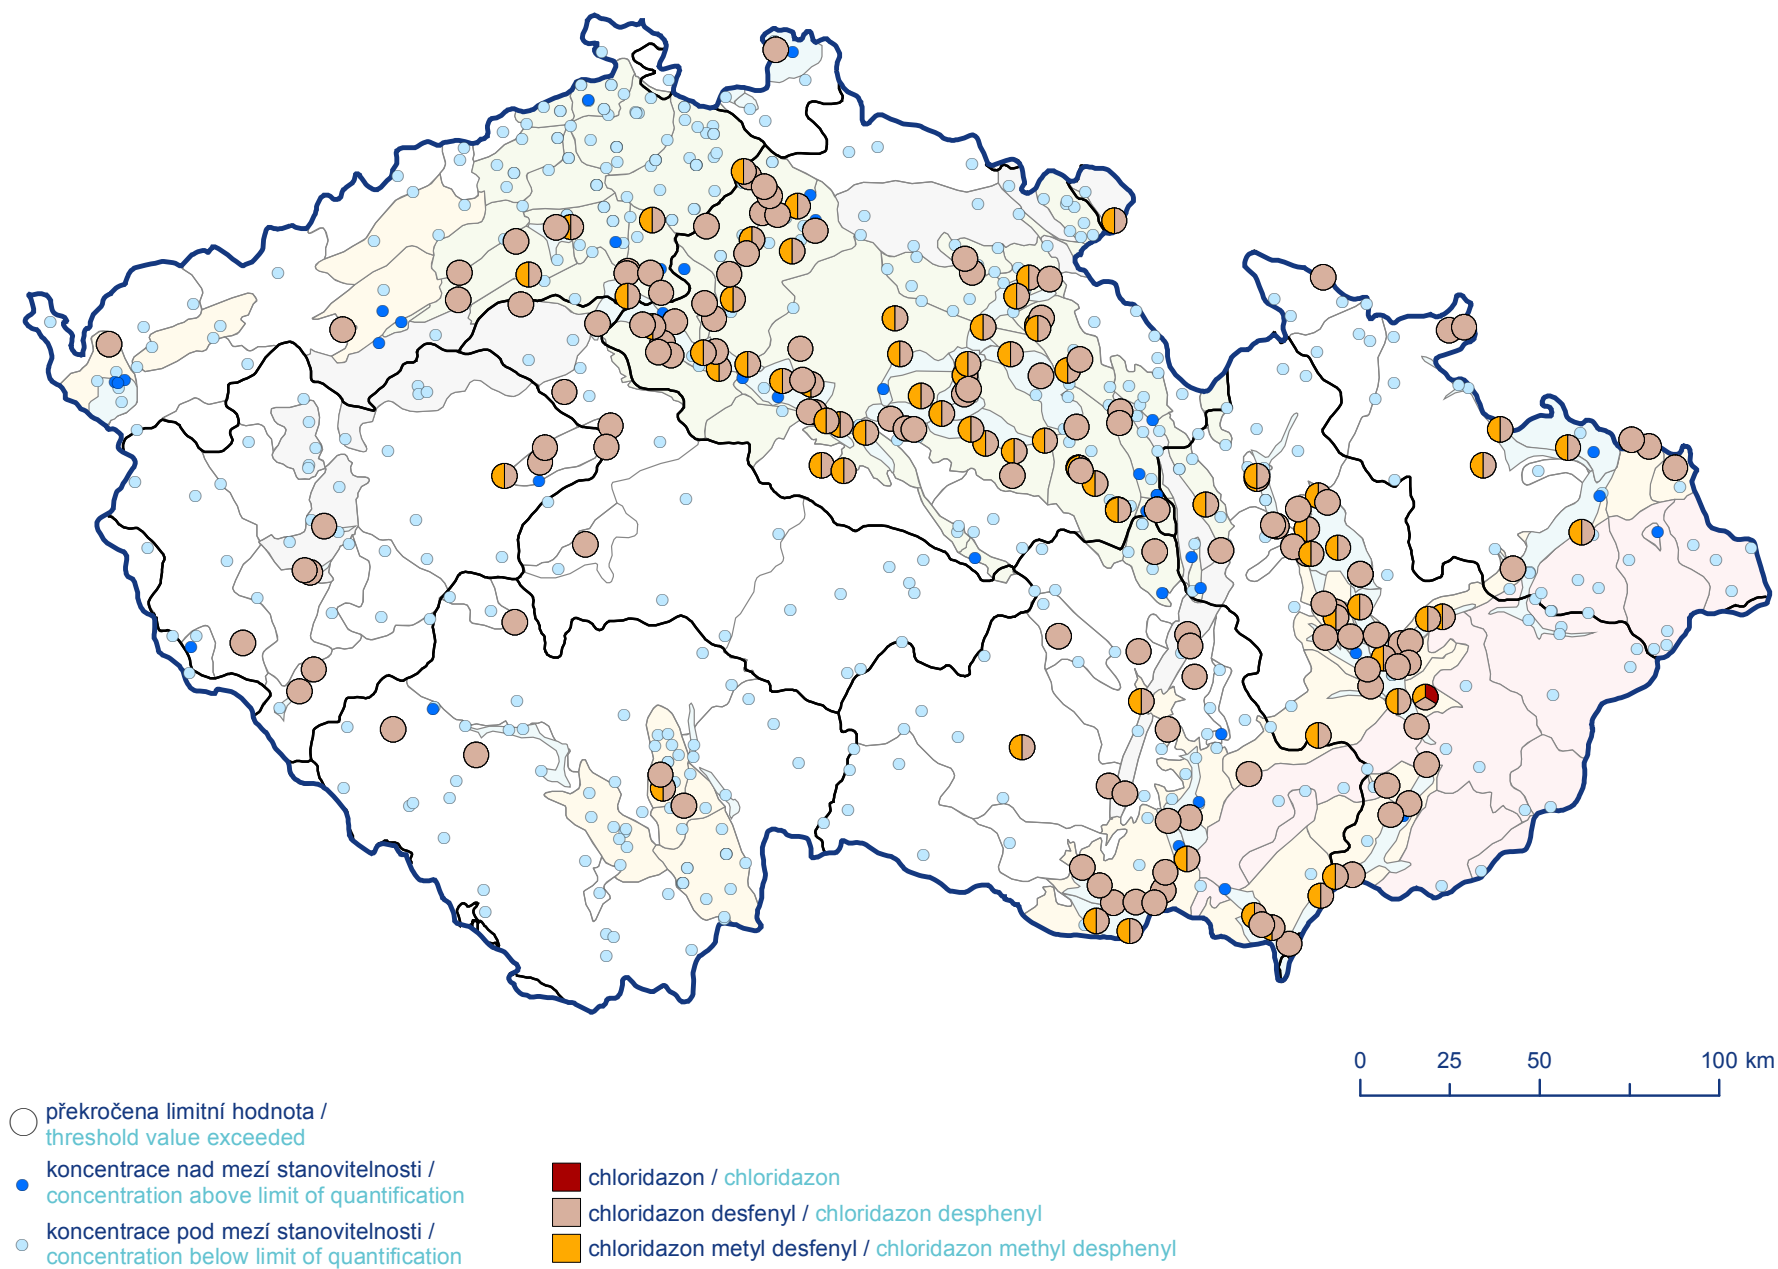 0 25 50 100 km
překročena limitní hodnota /
threshold value exceeded
koncentrace nad mezí stanovitelnosti /
concentration above limit of quantification
koncentrace pod mezí stanovitelnosti /
concentration below limit of quantification
chloridazon / chloridazon
chloridazon desfenyl / chloridazon desphenyl
chloridazon metyl desfenyl / chloridazon methyl desphenyl